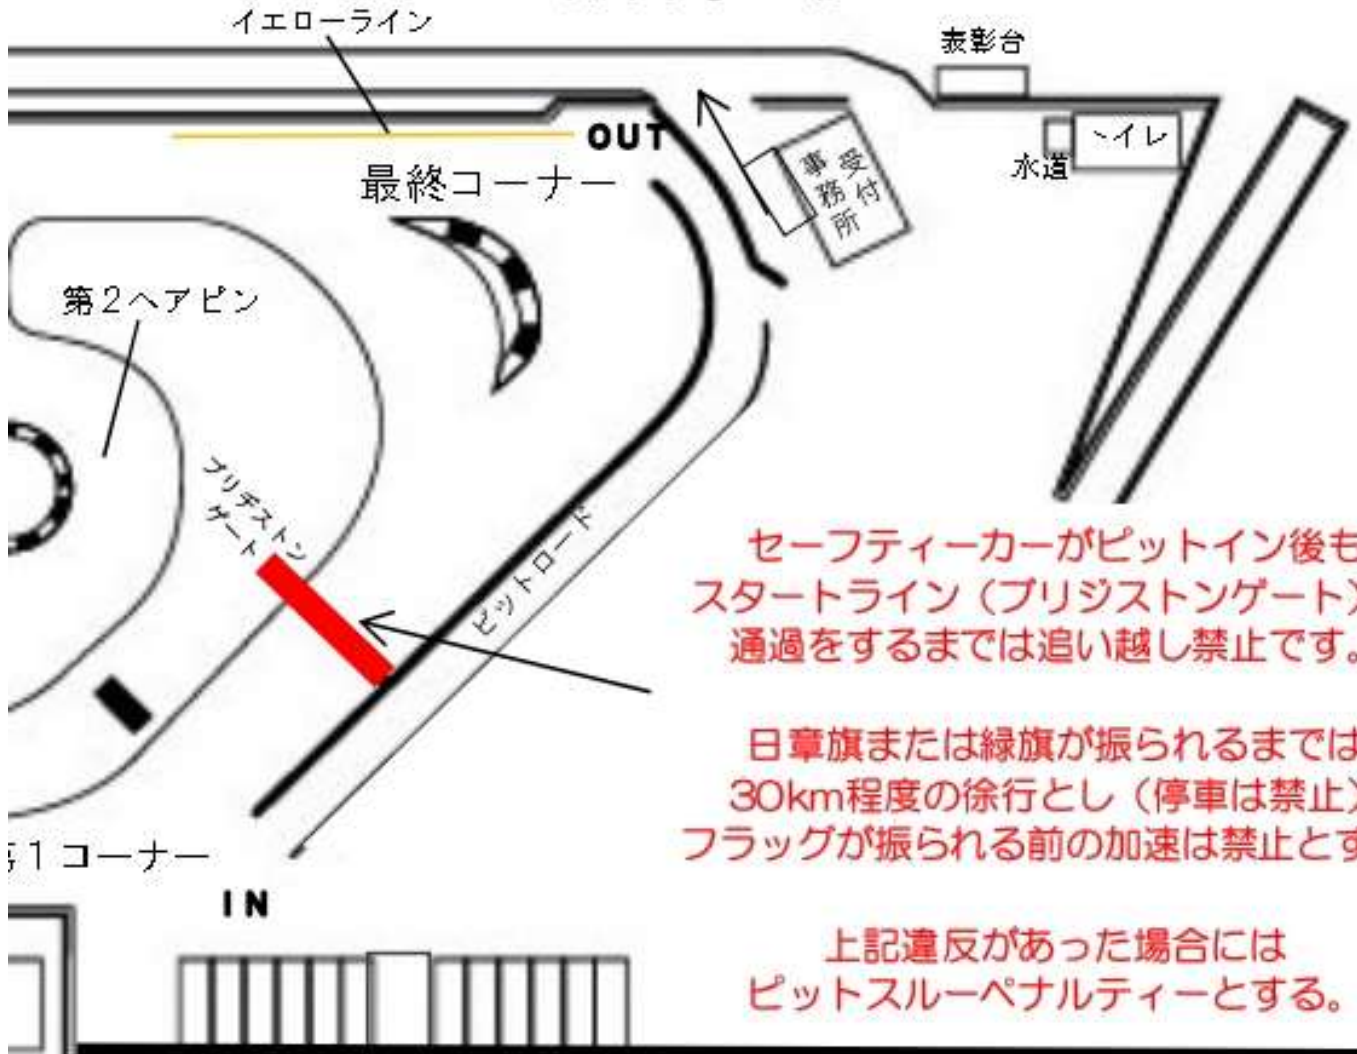 イエローライン
表彰台
OUT
トイレ
水道
受付
事務所
最終コーナー
第2ヘアピン
ブリヂストン
ゲート
ピットロード
セーフティーカーがピットイン後も
スタートライン（ブリジストンゲート）
通過をするまでは追い越し禁止です。
日章旗または緑旗が振られるまでは
30km程度の徐行とし（停車は禁止）
フラッグが振られる前の加速は禁止とす
第1コーナー
IN
上記違反があった場合には
ピットスルーペナルティーとする。